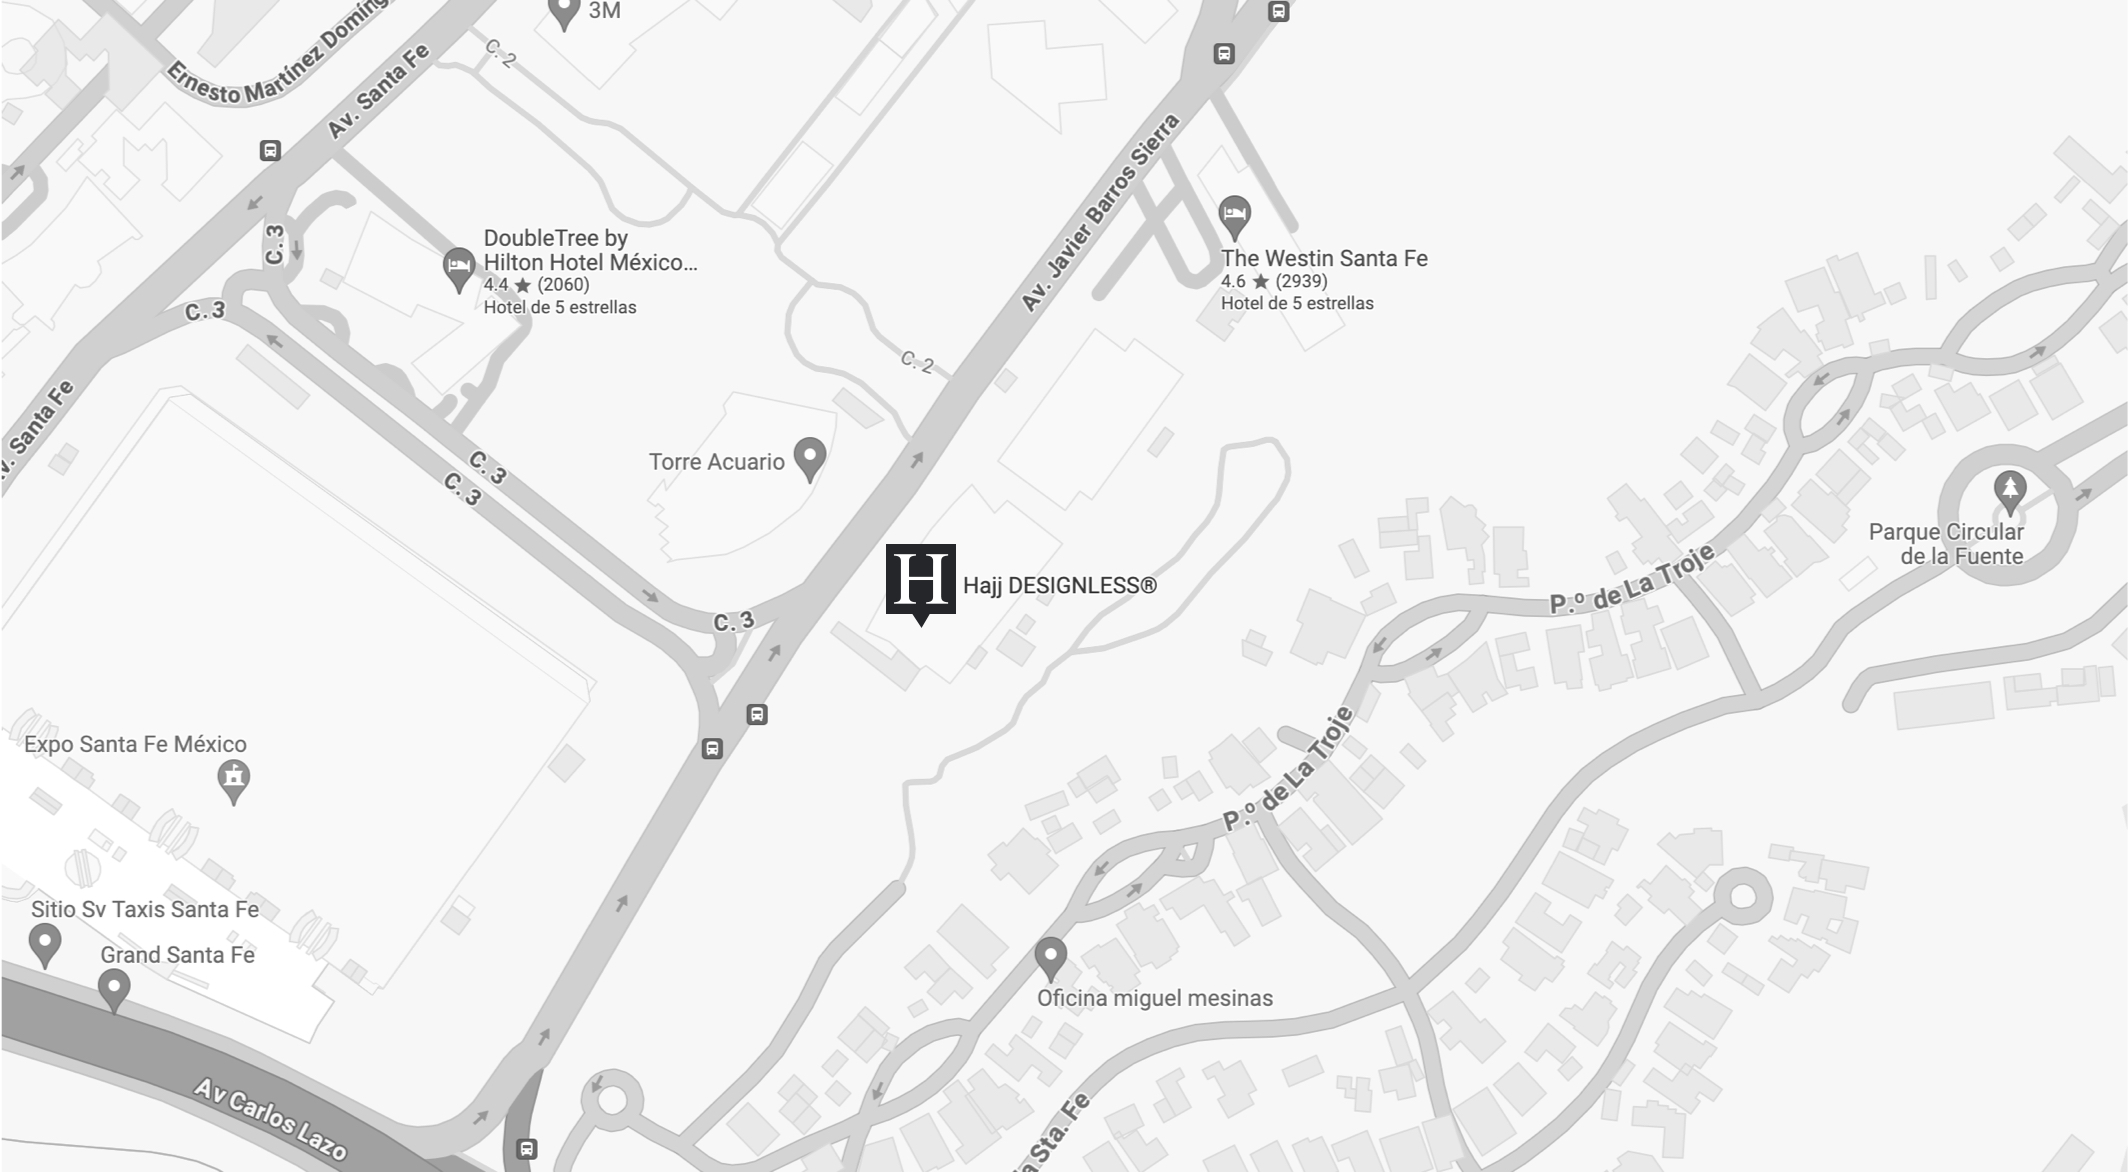 3M
Ernesto Martínez Doming
Av. Santa Fe
C. 2
C. 3
DoubleTree by
Hilton Hotel México...
4.4 ★ (2060)
Hotel de 5 estrellas
Av. Javier Barros Sierra
The Westin Santa Fe
4.6 ★ (2939)
Hotel de 5 estrellas
C. 3
C. 2
v. Santa Fe
Torre Acuario
C. 3
C. 3
Parque Circular
de la Fuente
H
Hajj DESIGNLESS®
P.º de La Troje
C. 3
Expo Santa Fe México
P.º de La Troje
Sitio Sv Taxis Santa Fe
Grand Santa Fe
Oficina miguel mesinas
Av Carlos Lazo
a Sta. Fe